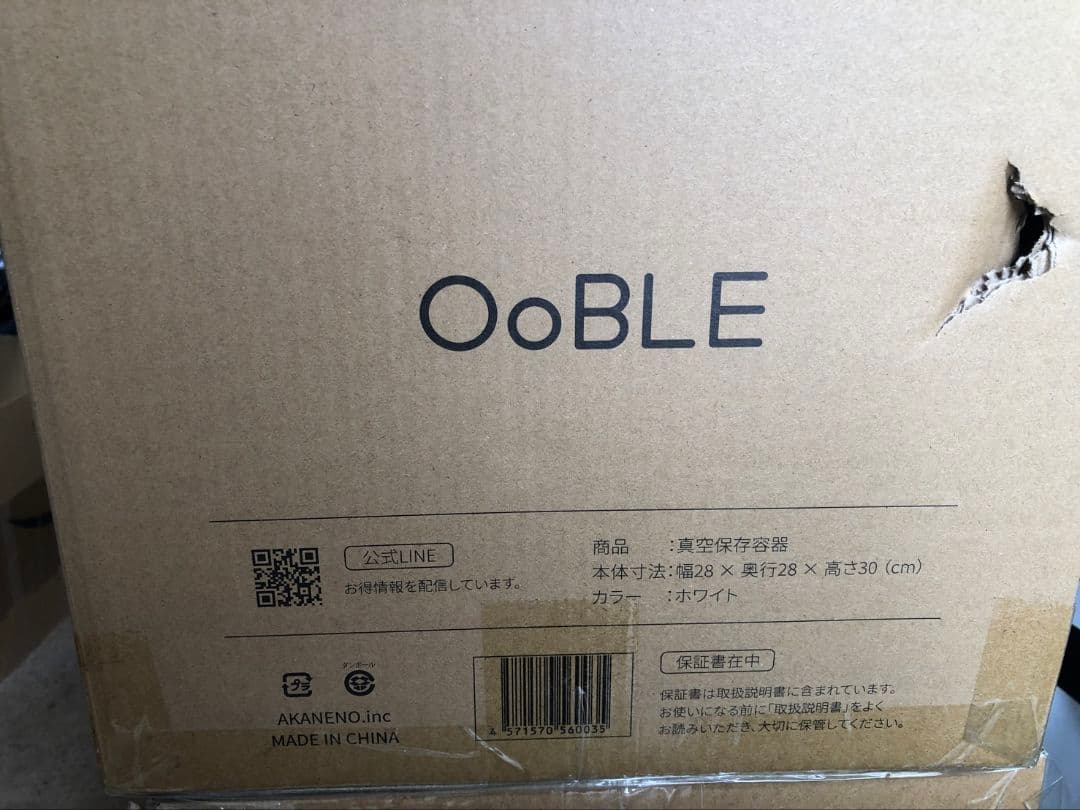 OoBLE
公式LINE
お得情報を配信しています。
商品　：真空保存容器
本体寸法：幅28 × 奥行28 × 高さ30（cm）
カラー　：ホワイト
プラ
ダンボール
AKANENO.inc
MADE IN CHINA
4 571570 560035
保証書在中
保証書は取扱説明書に含まれています。
お使いになる前に「取扱説明書」をよく
お読みいただき、大切に保管してください。